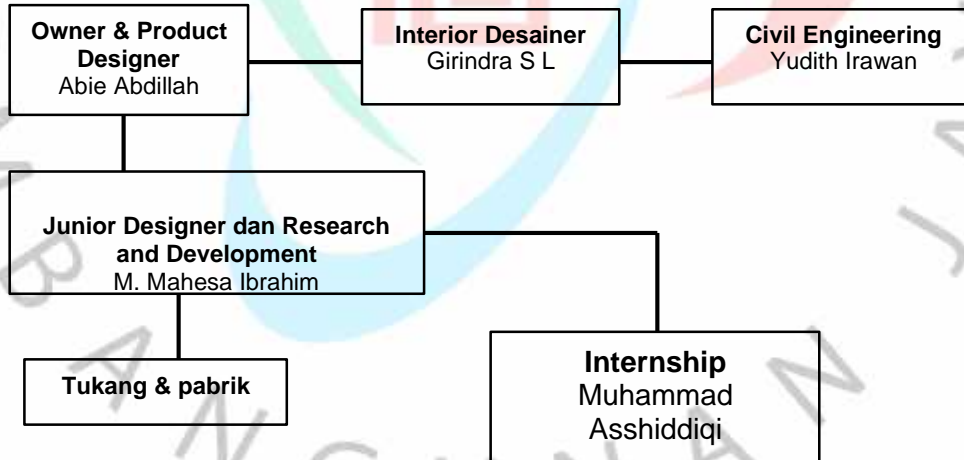 Owner & Product
Designer
Abie Abdillah
Interior Desainer
Girindra S L
Civil Engineering
Yudith Irawan
Junior Designer dan Research
and Development
M. Mahesa Ibrahim
Tukang & pabrik
Internship
Muhammad
Asshiddiqi